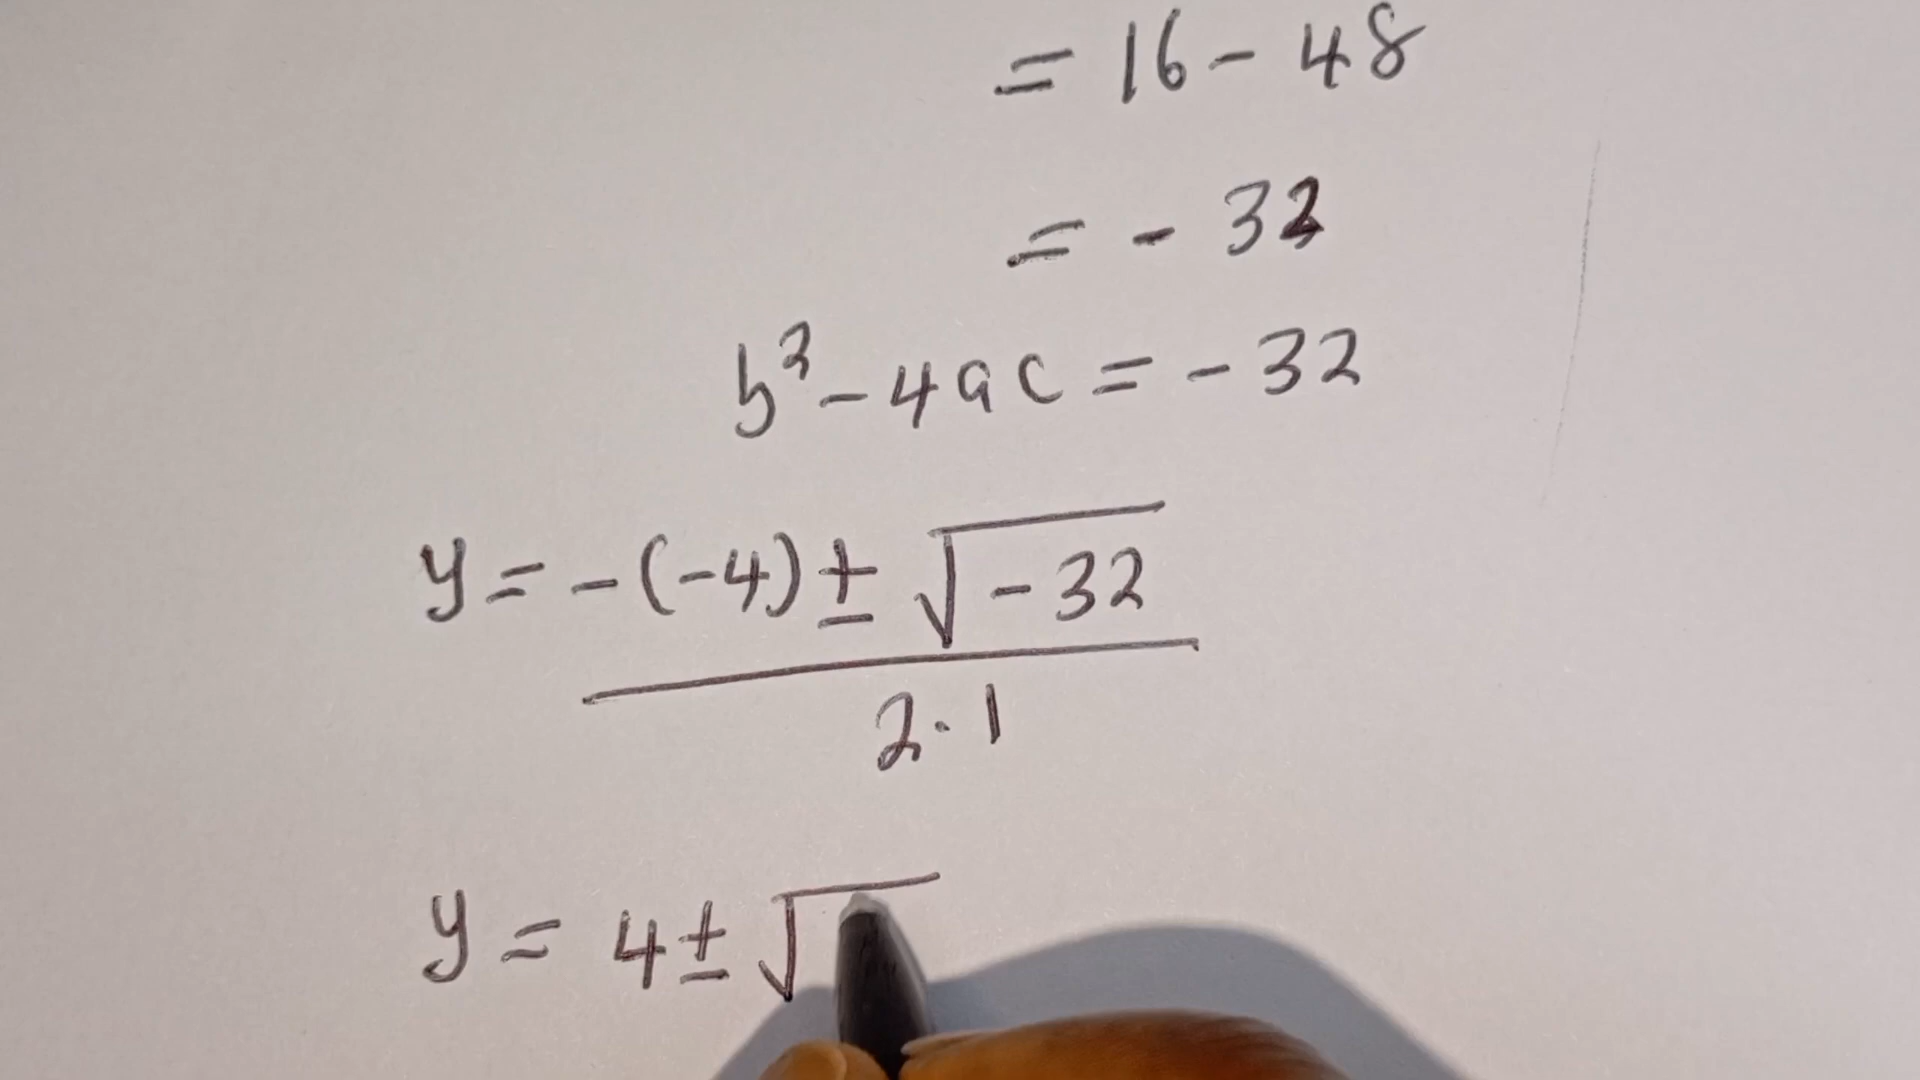 = 16 - 48
= - 32
b² - 4ac = - 32
y = -(-4) ± √-32
2·1
y = 4 ± √